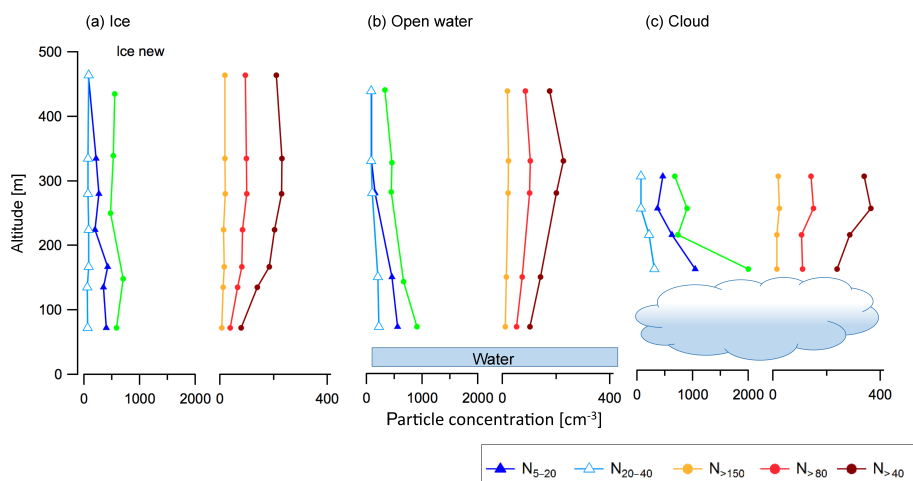 (a) Ice
(b) Open water
(c) Cloud
Ice new
500
400
300
200
100
0
Altitude [m]
Water
0 1000 2000
0 400
0 1000 2000
0 400
0 1000 2000
0 400
Particle concentration [cm⁻³]
N₅₋₂₀ N₂₀₋₄₀ N>₁₅₀ N>₈₀ N>₄₀